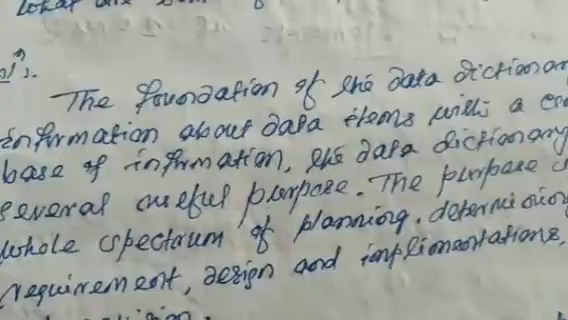 The foundation of the data dictionar
information about data items with a
base of information, the data dictionary
several useful purpose. The purpose
whole spectrum of planning, determining
requirement, design and implimentations,